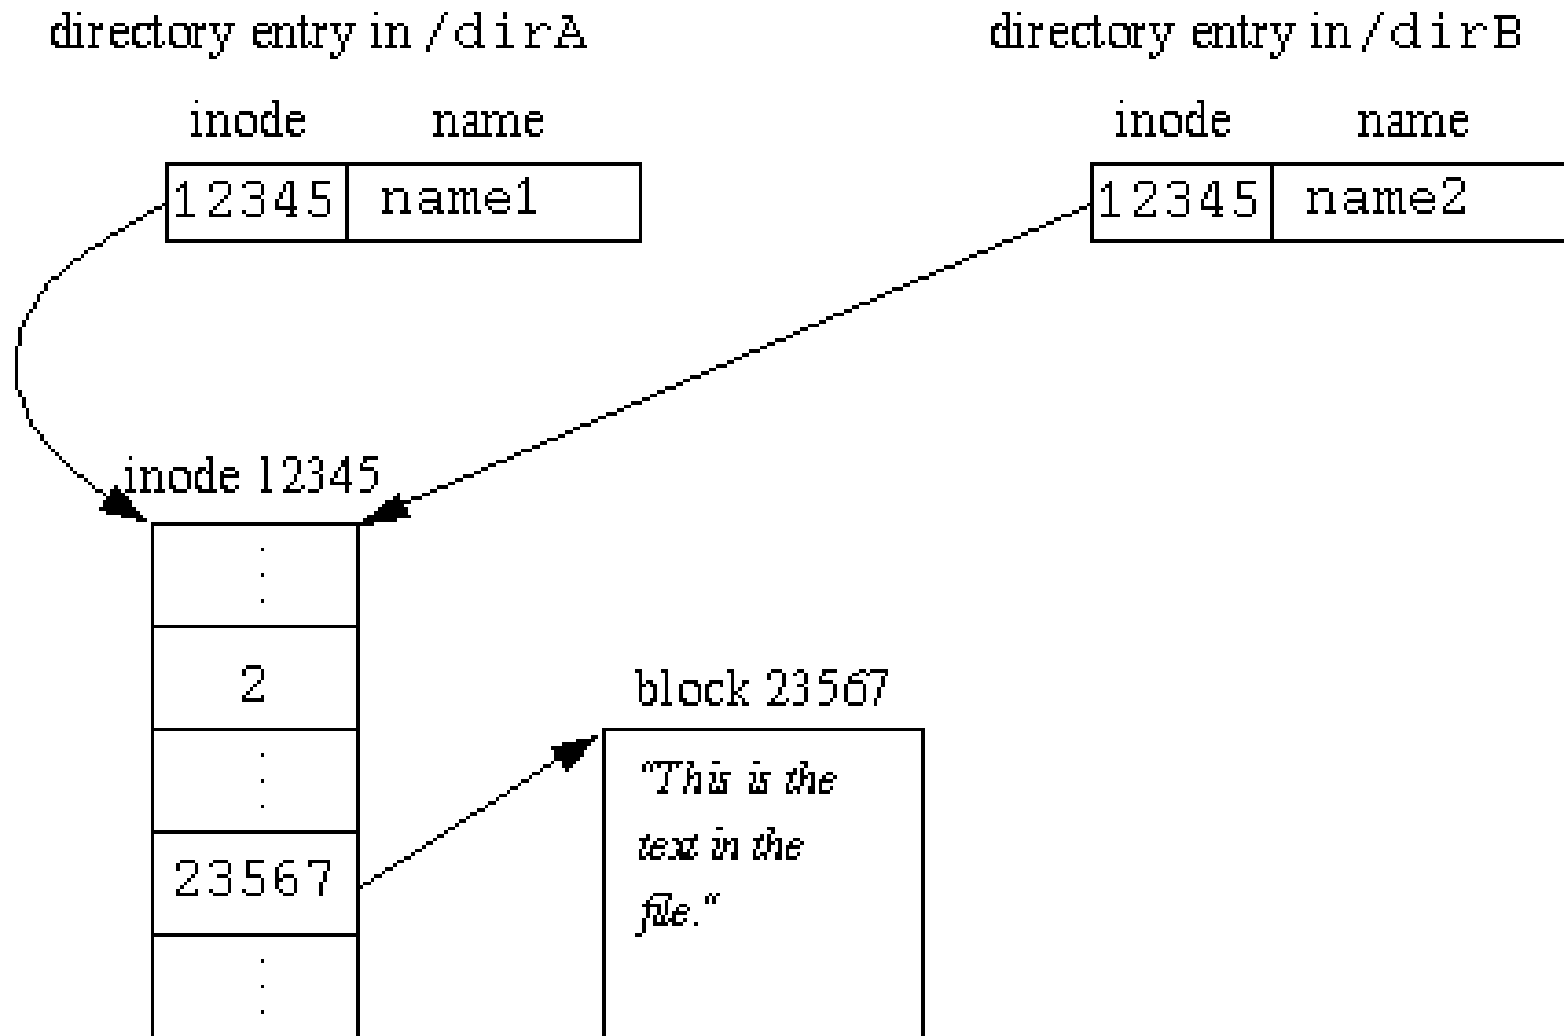 directory entry in /dirA
directory entry in /dirB
inode name
inode name
12345 name1
12345 name2
inode 12345
2
block 23567
"This is the
text in the
file."
23567